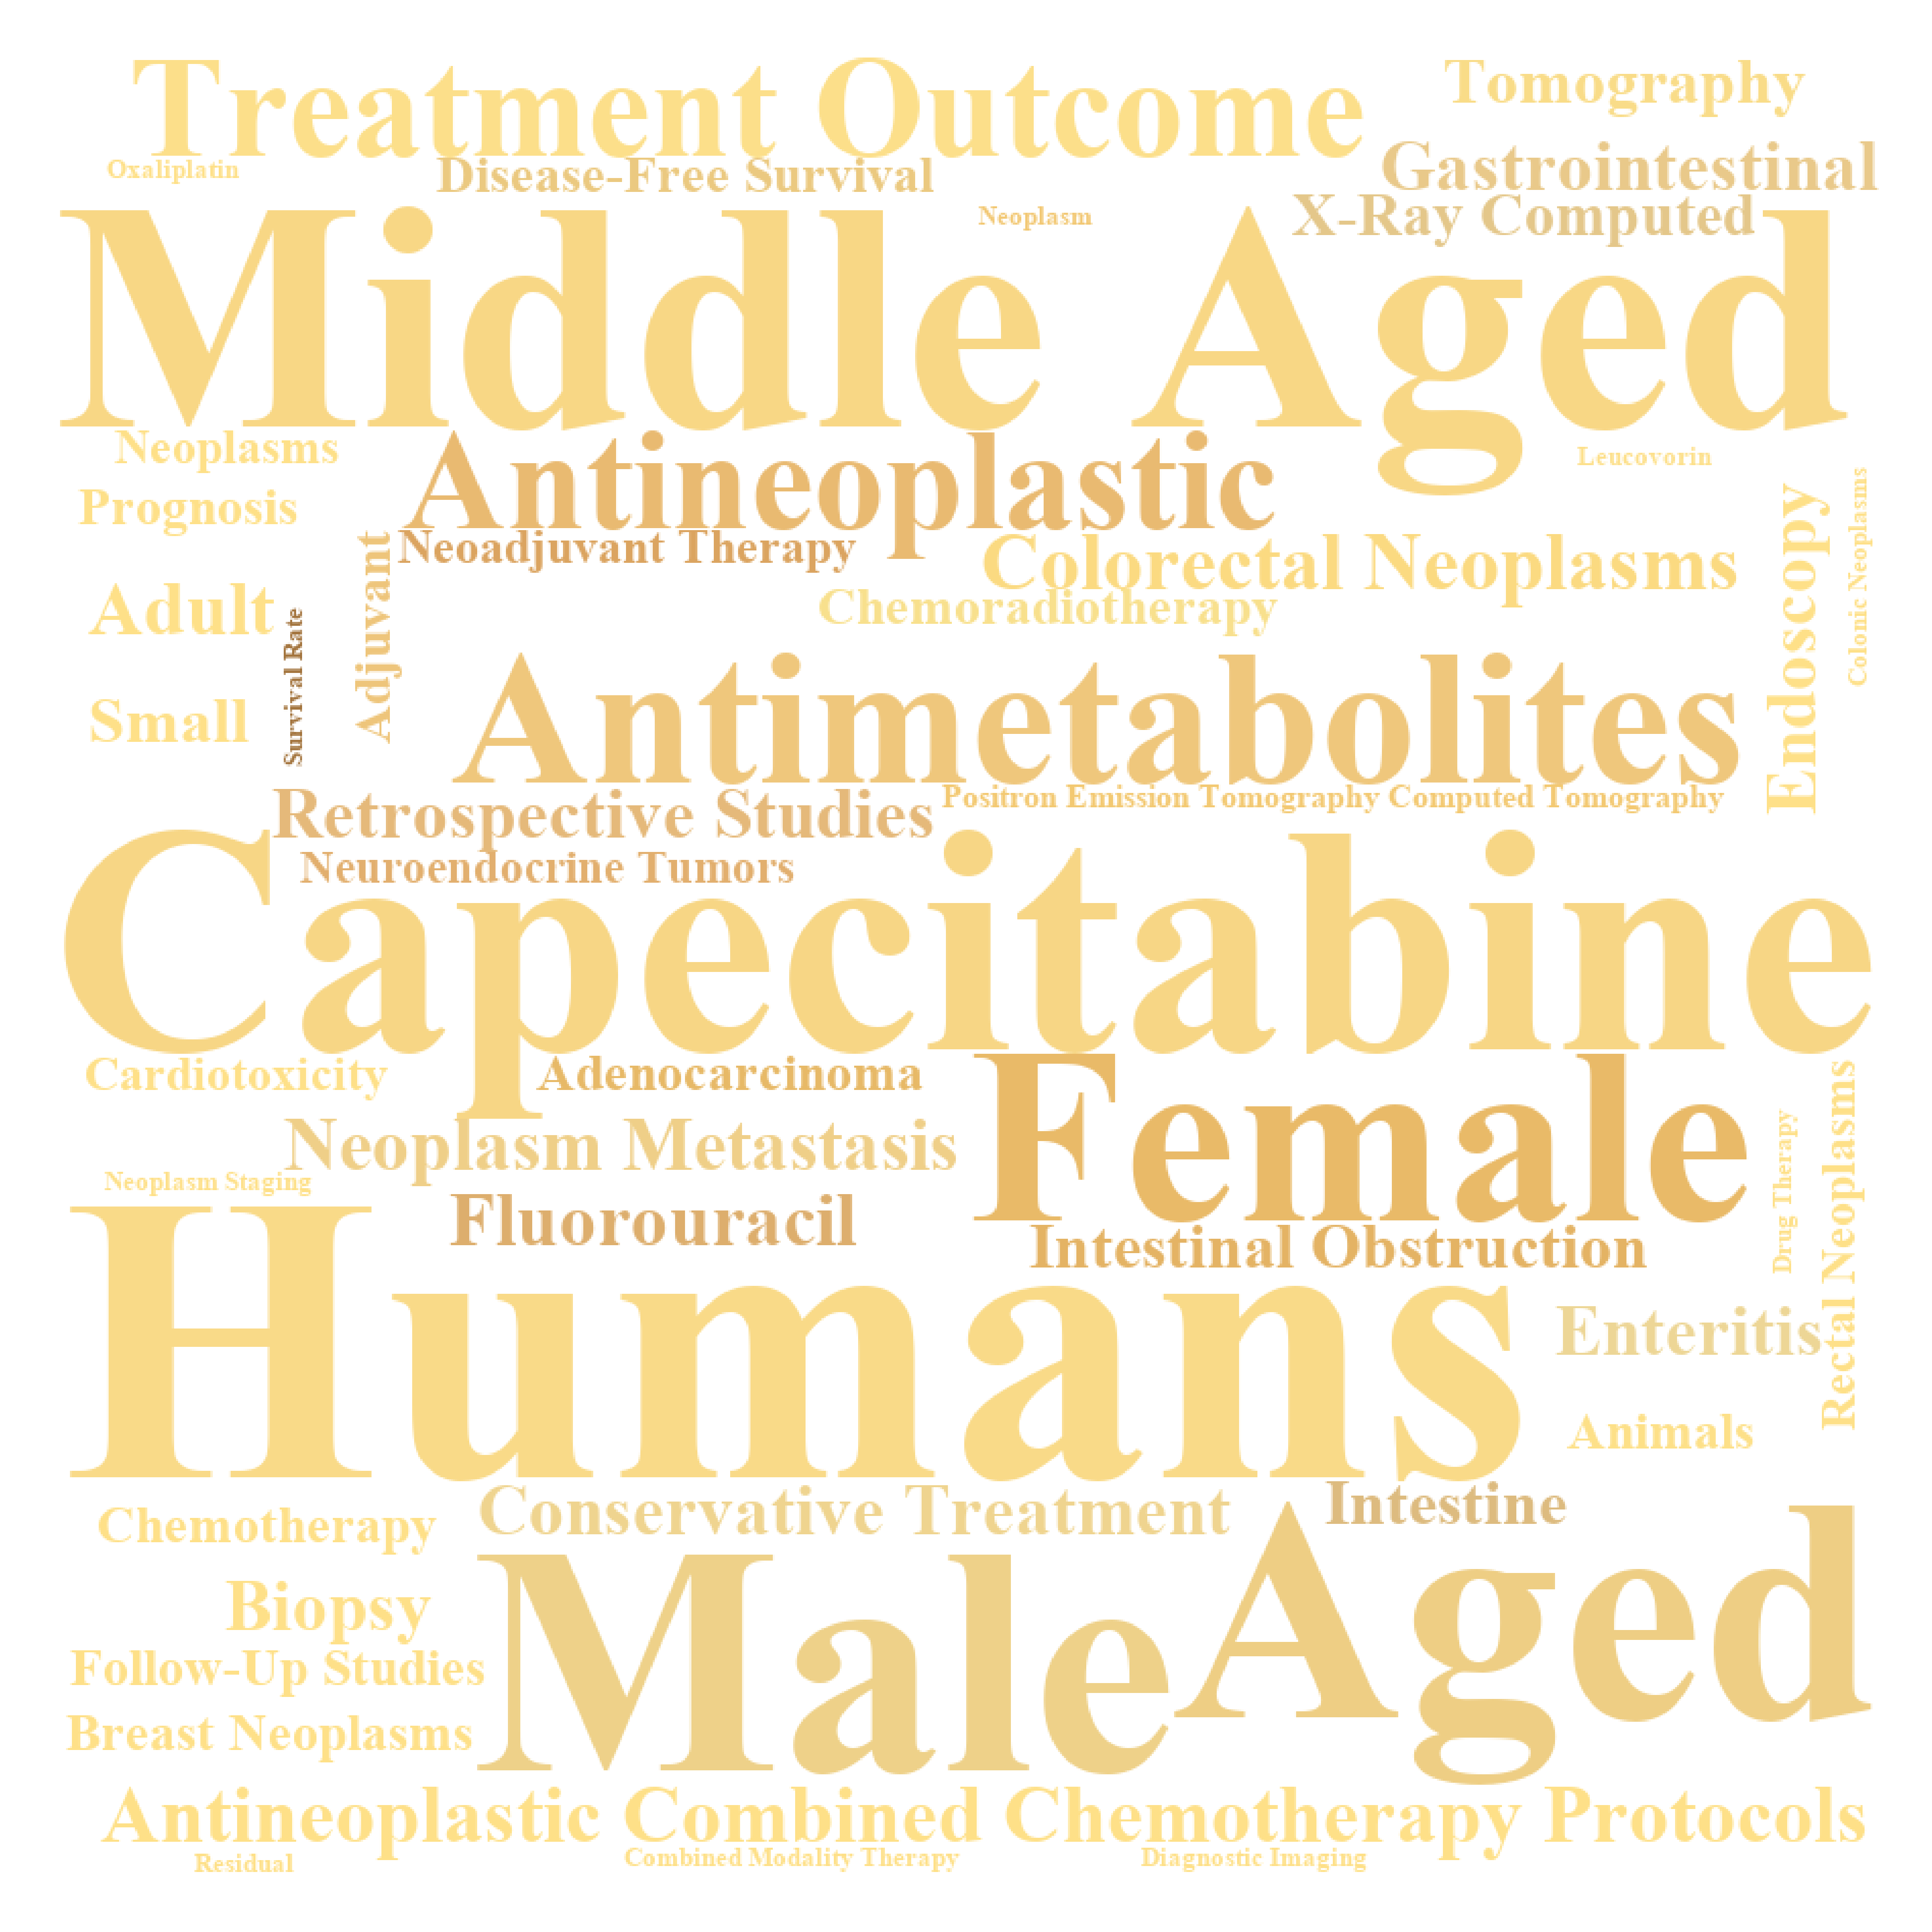 Treatment Outcome
Tomography
Oxaliplatin
Disease-Free Survival
Gastrointestinal
Neoplasm
X-Ray Computed
Middle Aged
Neoplasms
Antineoplastic
Leucovorin
Prognosis
Neoadjuvant Therapy
Colorectal Neoplasms
Endoscopy
Colonic Neoplasms
Adult
Survival Rate
Adjuvant
Chemoradiotherapy
Small
Antimetabolites
Retrospective Studies
Positron Emission Tomography Computed Tomography
Neuroendocrine Tumors
Capecitabine
Cardiotoxicity
Adenocarcinoma
Female
Neoplasm Metastasis
Drug Therapy
Rectal Neoplasms
Neoplasm Staging
Fluorouracil
Intestinal Obstruction
Humans
Enteritis
Animals
Chemotherapy
Conservative Treatment
Intestine
Biopsy
Male
Aged
Follow-Up Studies
Breast Neoplasms
Antineoplastic Combined Chemotherapy Protocols
Residual
Combined Modality Therapy
Diagnostic Imaging